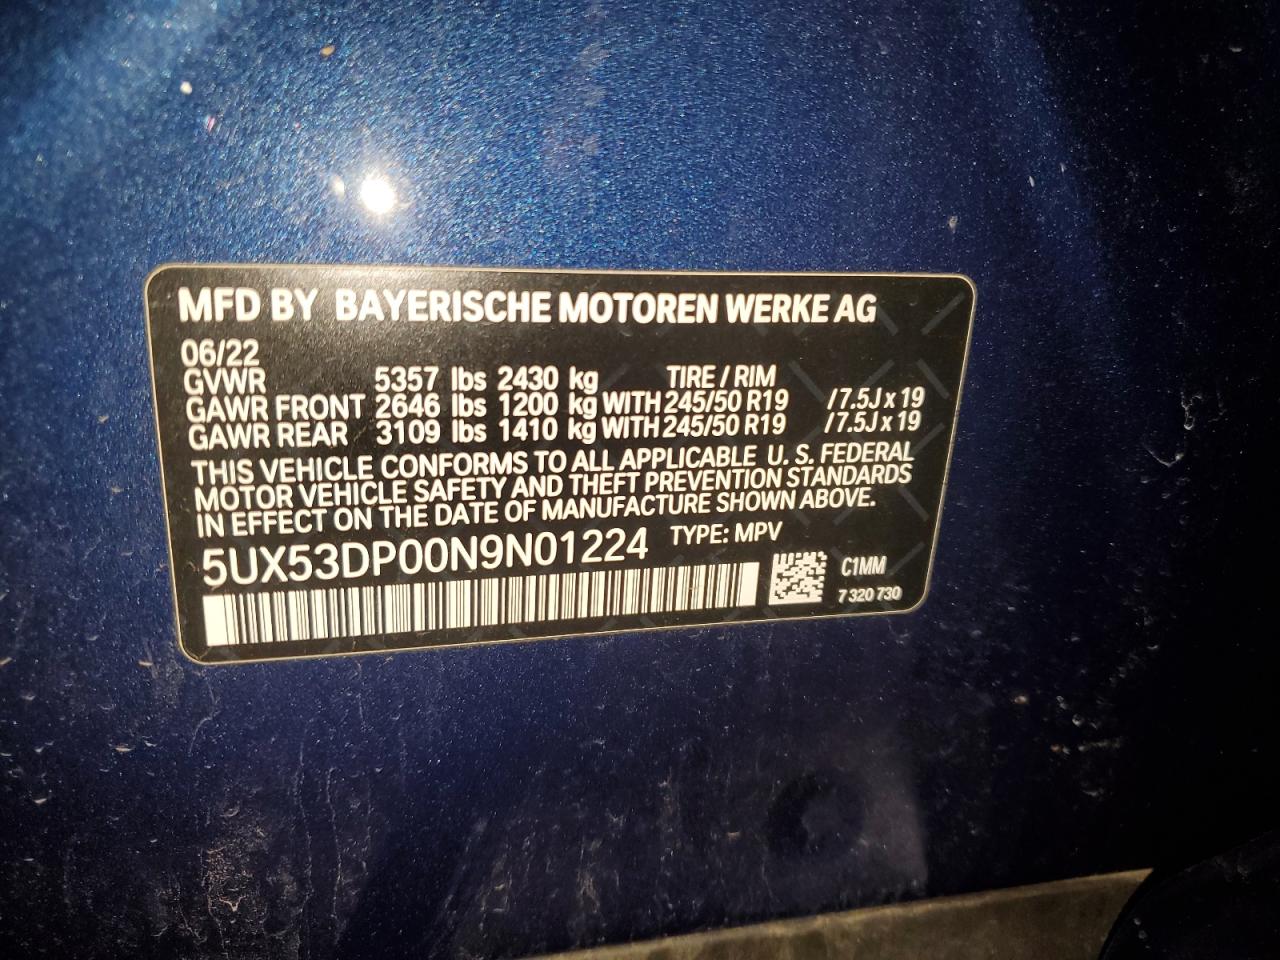 MFD BY BAYERISCHE MOTOREN WERKE AG
06/22
GVWR 5357 lbs 2430 kg TIRE / RIM
GAWR FRONT 2646 lbs 1200 kg WITH 245/50 R19 /7.5J x 19
GAWR REAR 3109 lbs 1410 kg WITH 245/50 R19 /7.5J x 19
THIS VEHICLE CONFORMS TO ALL APPLICABLE U. S. FEDERAL
MOTOR VEHICLE SAFETY AND THEFT PREVENTION STANDARDS
IN EFFECT ON THE DATE OF MANUFACTURE SHOWN ABOVE.
5UX53DP00N9N01224 TYPE: MPV
C1MM
7 320 730